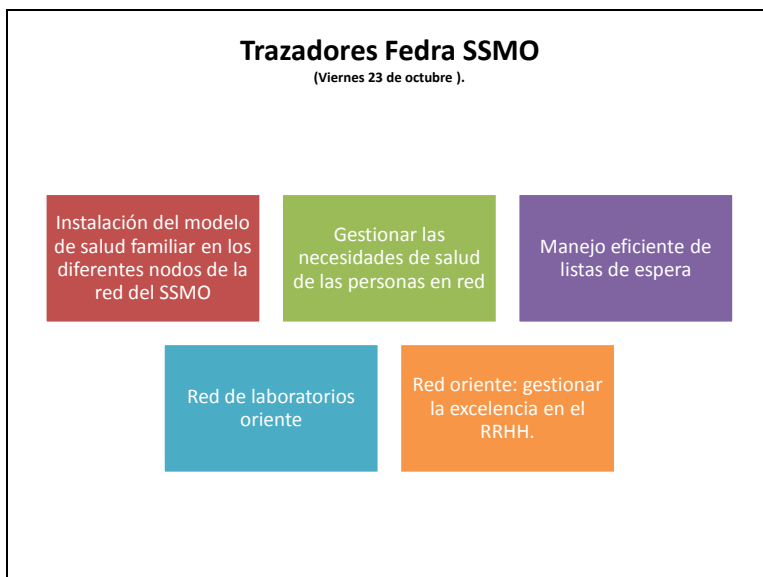 Trazadores Fedra SSMO
(Viernes 23 de octubre ).
Instalación del modelo
de salud familiar en los
diferentes nodos de la
red del SSMO
Gestionar las
necesidades de salud
de las personas en red
Manejo eficiente de
listas de espera
Red de laboratorios
oriente
Red oriente: gestionar
la excelencia en el
RRHH.